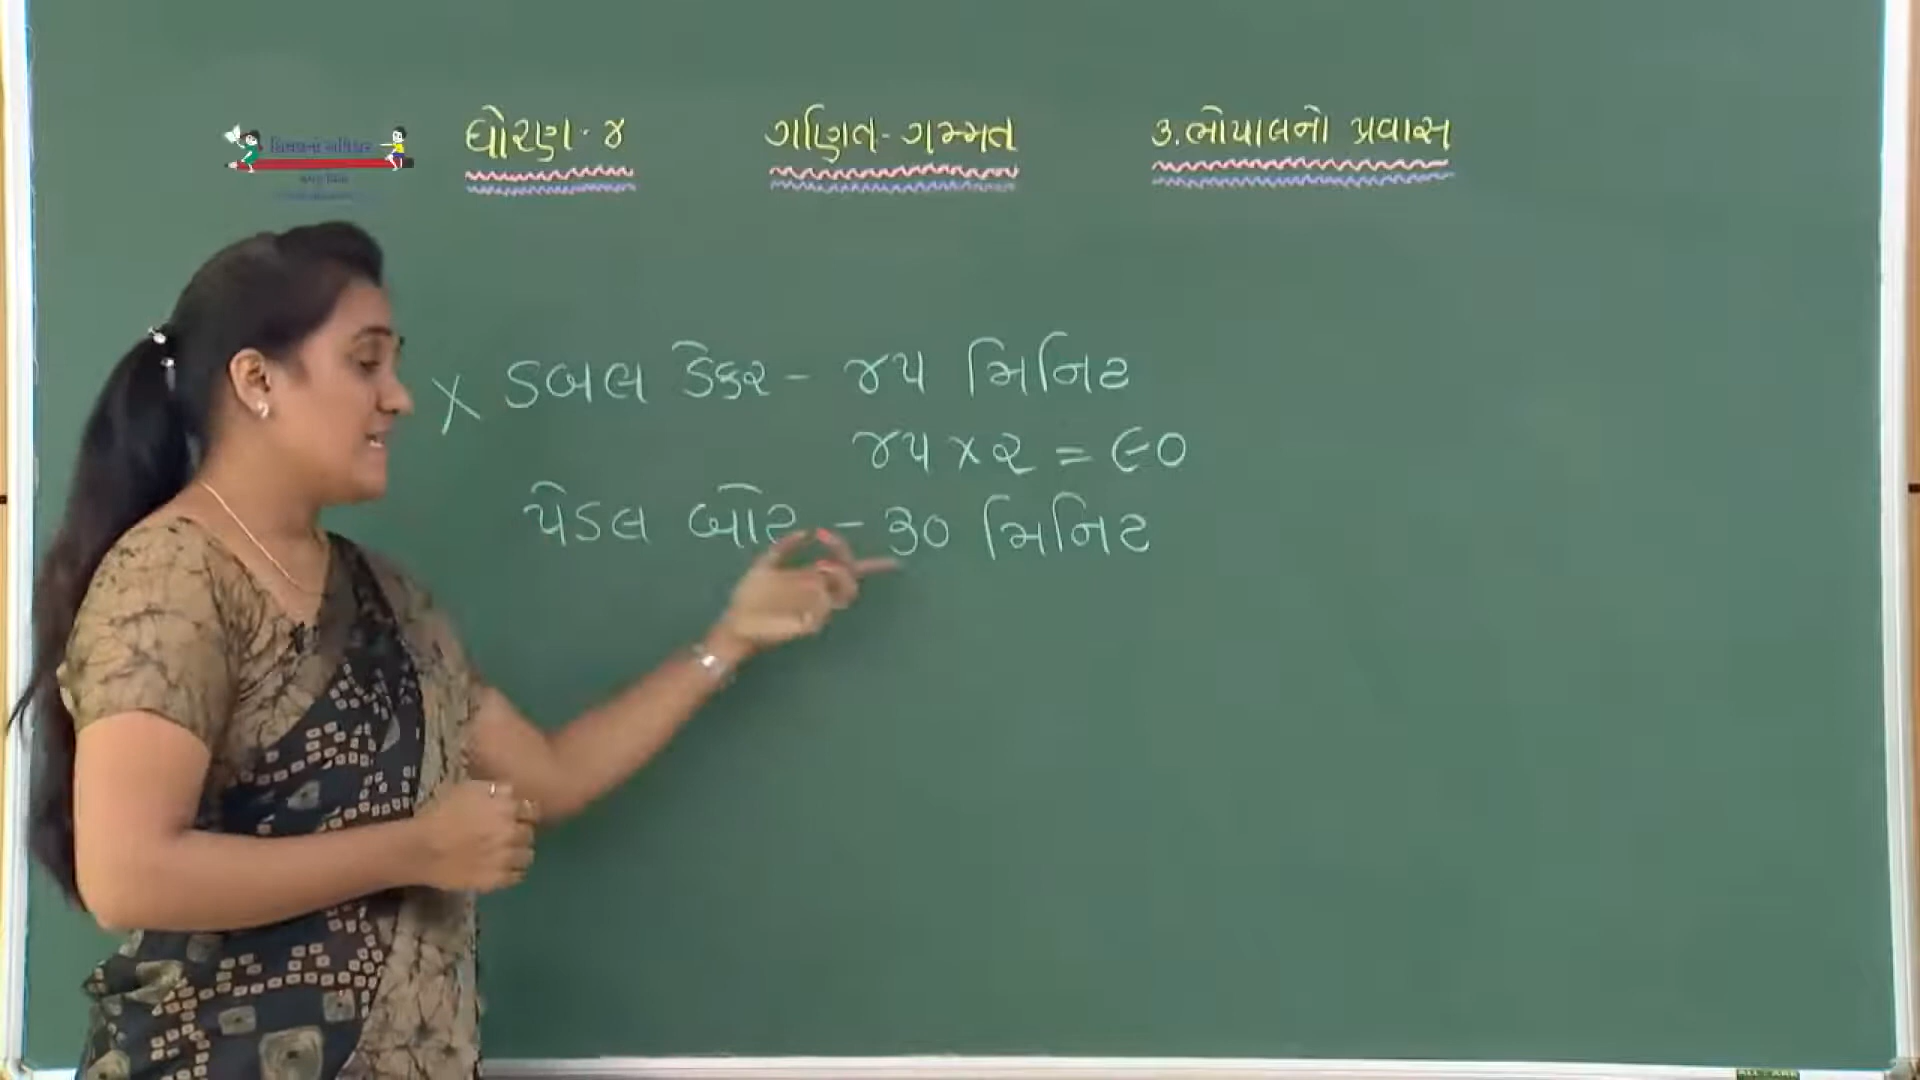 ધોરણ-૪ ગણિત-ગમ્મત ૩.ભોપાલનો પ્રવાસ
X ડબલ ડેકર - ૪૫ મિનિટ
૪૫ x ૨ = ૯૦
પેડલ બોટ - ૩૦ મિનિટ